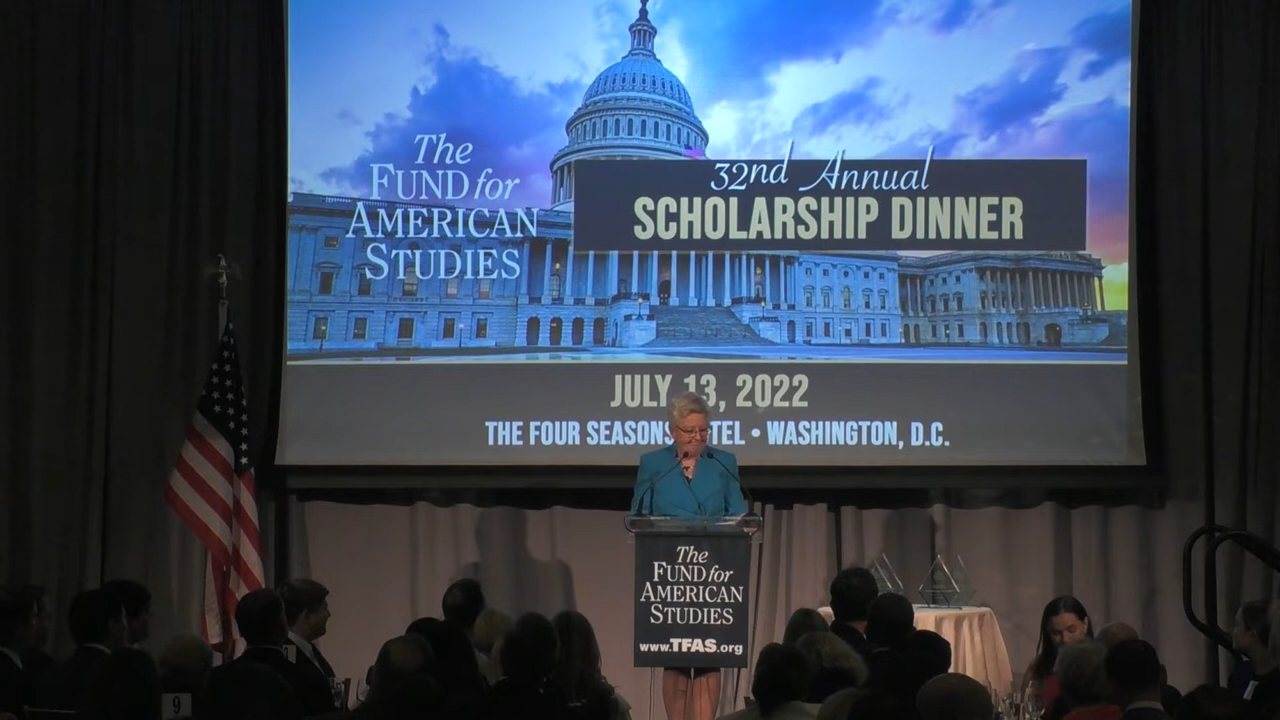 The
FUND for
AMERICAN
STUDIES
32nd Annual
SCHOLARSHIP DINNER
JULY 13, 2022
THE FOUR SEASONS TEL • WASHINGTON, D.C.
The
FUND for
AMERICAN
STUDIES
www.TFAS.org
9